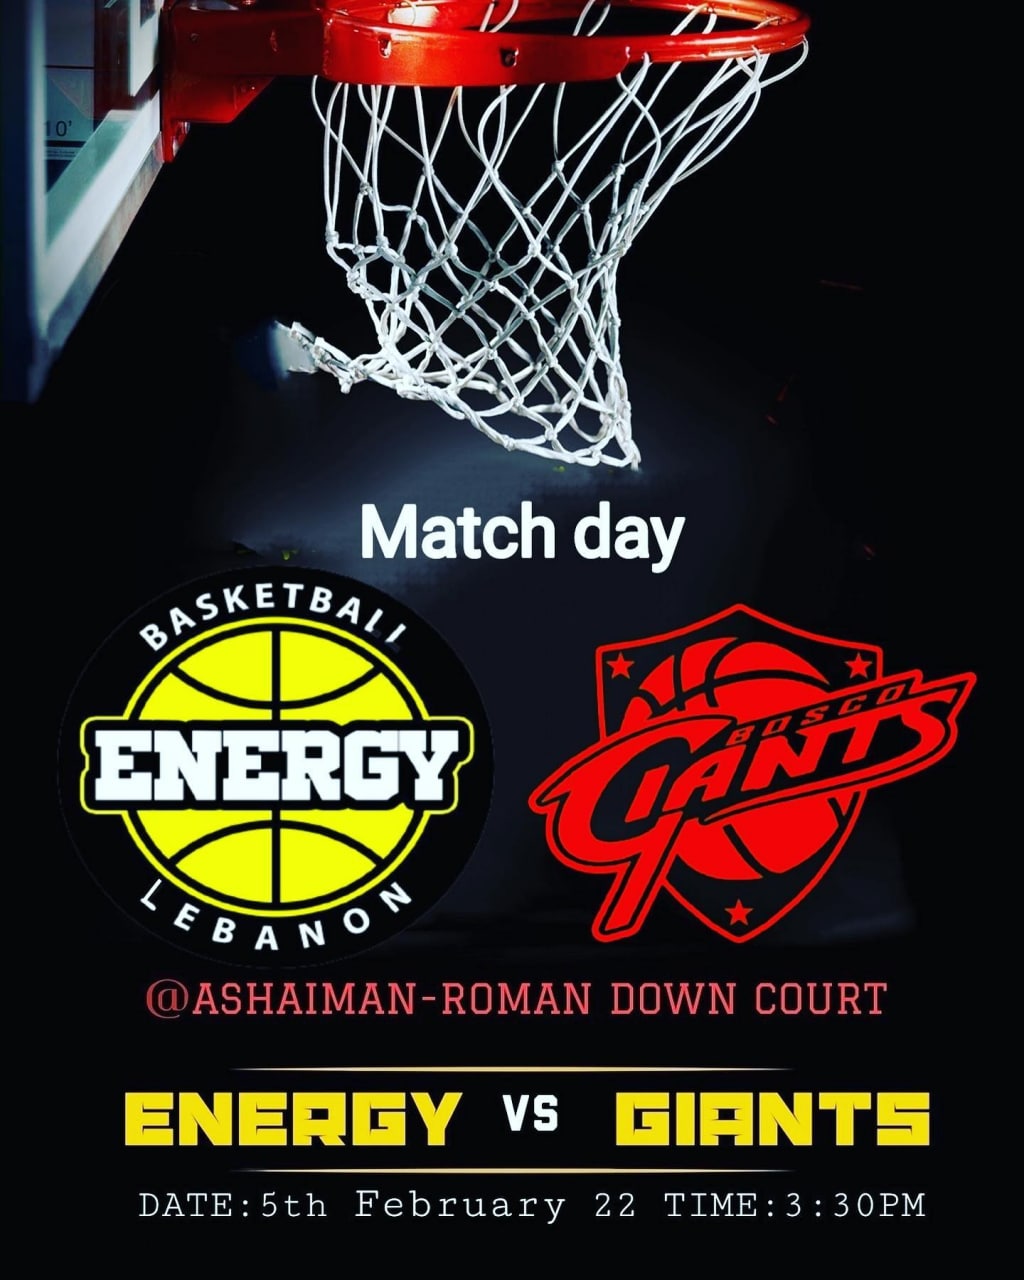 10'
Match day
BASKETBALL
ENERGY
LEBANON
BOSCO
GIANTS
@ASHAIMAN-ROMAN DOWN COURT
ENERGY VS GIANTS
DATE:5th February 22 TIME:3:30PM